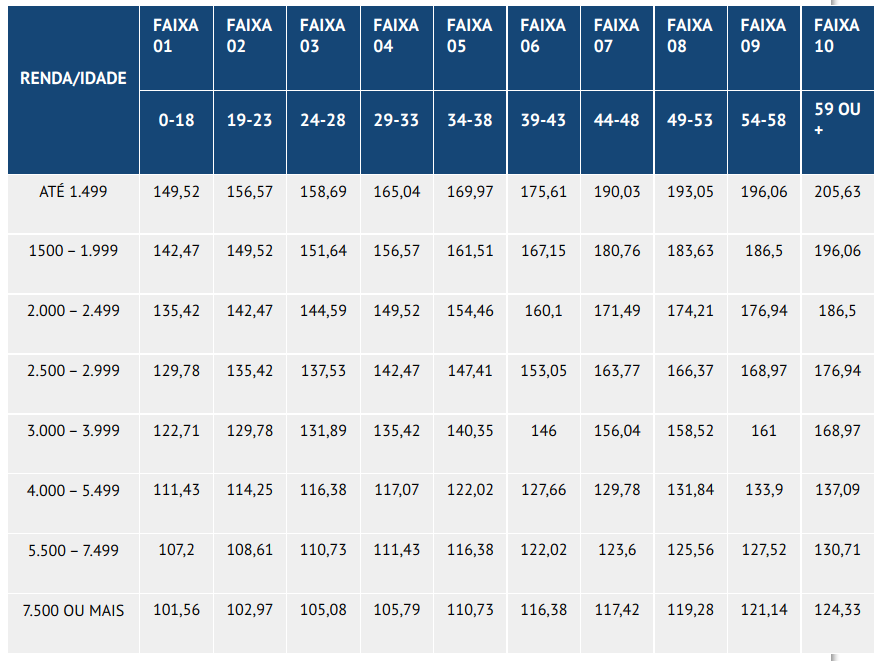 RENDA/IDADE FAIXA 01 FAIXA 02 FAIXA 03 FAIXA 04 FAIXA 05 FAIXA 06 FAIXA 07 FAIXA 08 FAIXA 09 FAIXA 10
0-18 19-23 24-28 29-33 34-38 39-43 44-48 49-53 54-58 59 OU +
ATÉ 1.499 149,52 156,57 158,69 165,04 169,97 175,61 190,03 193,05 196,06 205,63
1500 – 1.999 142,47 149,52 151,64 156,57 161,51 167,15 180,76 183,63 186,5 196,06
2.000 – 2.499 135,42 142,47 144,59 149,52 154,46 160,1 171,49 174,21 176,94 186,5
2.500 – 2.999 129,78 135,42 137,53 142,47 147,41 153,05 163,77 166,37 168,97 176,94
3.000 – 3.999 122,71 129,78 131,89 135,42 140,35 146 156,04 158,52 161 168,97
4.000 – 5.499 111,43 114,25 116,38 117,07 122,02 127,66 129,78 131,84 133,9 137,09
5.500 – 7.499 107,2 108,61 110,73 111,43 116,38 122,02 123,6 125,56 127,52 130,71
7.500 OU MAIS 101,56 102,97 105,08 105,79 110,73 116,38 117,42 119,28 121,14 124,33